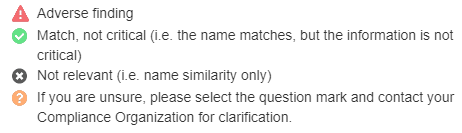 Adverse finding
Match, not critical (i.e. the name matches, but the information is not
critical)
Not relevant (i.e. name similarity only)
If you are unsure, please select the question mark and contact your
Compliance Organization for clarification.